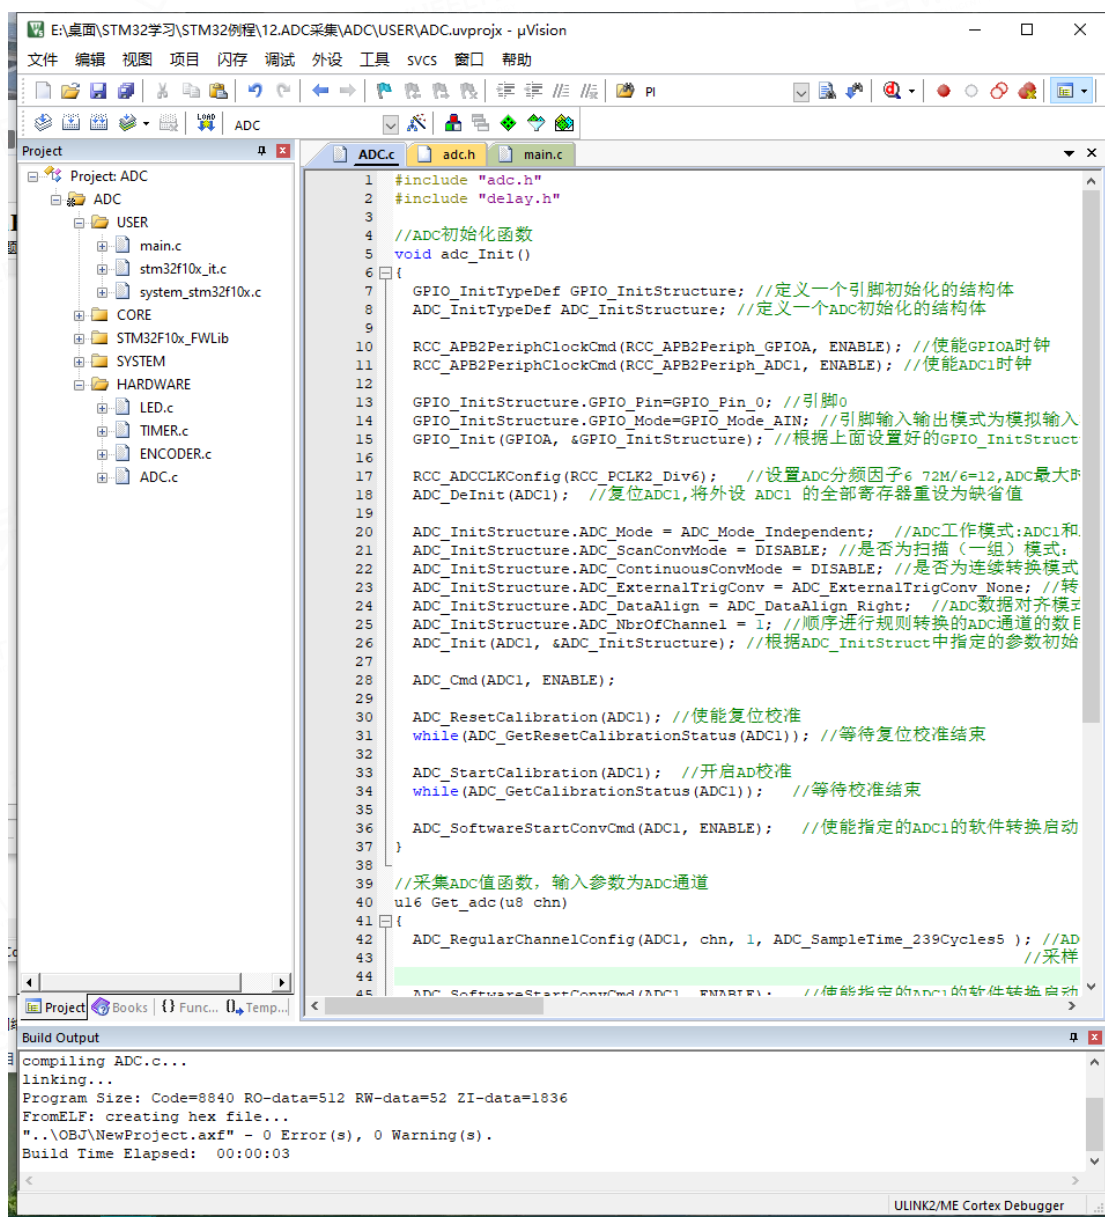 E:\桌面\STM32学习\STM32例程\12.ADC采集\ADC\USER\ADC.uvprojx - µVision
文件 编辑 视图 项目 闪存 调试 外设 工具 SVCS 窗口 帮助
PI
LOAD ADC
Project
Project: ADC
ADC
USER
main.c
stm32f10x_it.c
system_stm32f10x.c
CORE
STM32F10x_FWLib
SYSTEM
HARDWARE
LED.c
TIMER.c
ENCODER.c
ADC.c
Project Books {} Func... 0 Temp...
ADC.c adc.h main.c
1 #include "adc.h"
2 #include "delay.h"
3
4 //ADC初始化函数
5 void adc_Init()
6 {
7 GPIO_InitTypeDef GPIO_InitStructure; //定义一个引脚初始化的结构体
8 ADC_InitTypeDef ADC_InitStructure; //定义一个ADC初始化的结构体
9
10 RCC_APB2PeriphClockCmd(RCC_APB2Periph_GPIOA, ENABLE); //使能GPIOA时钟
11 RCC_APB2PeriphClockCmd(RCC_APB2Periph_ADC1, ENABLE); //使能ADC1时钟
12
13 GPIO_InitStructure.GPIO_Pin=GPIO_Pin_0; //引脚0
14 GPIO_InitStructure.GPIO_Mode=GPIO_Mode_AIN; //引脚输入输出模式为模拟输入
15 GPIO_Init(GPIOA, &GPIO_InitStructure); //根据上面设置好的GPIO_InitStruct
16
17 RCC_ADCCLKConfig(RCC_PCLK2_Div6); //设置ADC分频因子6 72M/6=12,ADC最大时
18 ADC_DeInit(ADC1); //复位ADC1,将外设 ADC1 的全部寄存器重设为缺省值
19
20 ADC_InitStructure.ADC_Mode = ADC_Mode_Independent; //ADC工作模式:ADC1和
21 ADC_InitStructure.ADC_ScanConvMode = DISABLE; //是否为扫描（一组）模式：
22 ADC_InitStructure.ADC_ContinuousConvMode = DISABLE; //是否为连续转换模式
23 ADC_InitStructure.ADC_ExternalTrigConv = ADC_ExternalTrigConv_None; //转
24 ADC_InitStructure.ADC_DataAlign = ADC_DataAlign_Right; //ADC数据对齐模式
25 ADC_InitStructure.ADC_NbrOfChannel = 1; //顺序进行规则转换的ADC通道的数目
26 ADC_Init(ADC1, &ADC_InitStructure); //根据ADC_InitStruct中指定的参数初始
27
28 ADC_Cmd(ADC1, ENABLE);
29
30 ADC_ResetCalibration(ADC1); //使能复位校准
31 while(ADC_GetResetCalibrationStatus(ADC1)); //等待复位校准结束
32
33 ADC_StartCalibration(ADC1); //开启AD校准
34 while(ADC_GetCalibrationStatus(ADC1)); //等待校准结束
35
36 ADC_SoftwareStartConvCmd(ADC1, ENABLE); //使能指定的ADC1的软件转换启动
37 }
38
39 //采集ADC值函数，输入参数为ADC通道
40 u16 Get_adc(u8 chn)
41 {
42 ADC_RegularChannelConfig(ADC1, chn, 1, ADC_SampleTime_239Cycles5 ); //AD
43 //采样
44
45 ADC_SoftwareStartConvCmd(ADC1, ENABLE); //使能指定的ADC1的软件转换启动
Build Output
compiling ADC.c...
linking...
Program Size: Code=8840 RO-data=512 RW-data=52 ZI-data=1836
FromELF: creating hex file...
"..\OBJ\NewProject.axf" - 0 Error(s), 0 Warning(s).
Build Time Elapsed: 00:00:03
ULINK2/ME Cortex Debugger